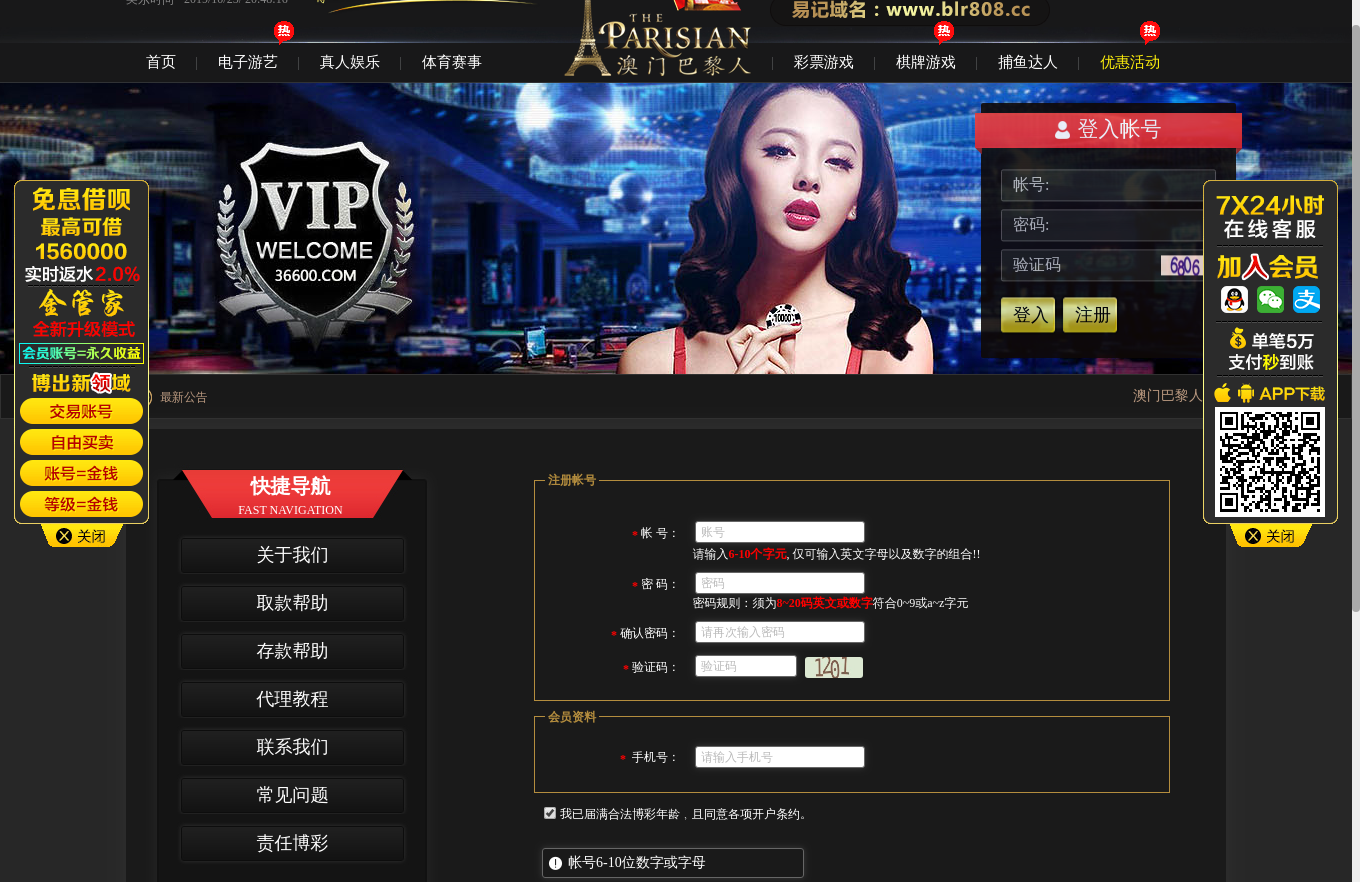 易记域名：www.blr808.cc
THE
PARISIAN
澳门巴黎人
热
热
热
首页
电子游艺
真人娱乐
体育赛事
彩票游戏
棋牌游戏
捕鱼达人
优惠活动
VIP
WELCOME
36600.COM
10000
登入帐号
帐号:
密码:
验证码
6806
登入
注册
免息借呗
最高可借
1560000
实时返水2.0%
金管家
全新升级模式
会员账号=永久收益
博出新领域
交易账号
自由买卖
账号=金钱
等级=金钱
关闭
7X24小时
在线客服
加入会员
支
单笔5万
支付秒到账
APP下载
关闭
最新公告
澳门巴黎人
快捷导航
FAST NAVIGATION
关于我们
取款帮助
存款帮助
代理教程
联系我们
常见问题
责任博彩
注册帐号
* 帐 号：
账号
请输入6-10个字元, 仅可输入英文字母以及数字的组合!!
* 密 码：
密码
密码规则：须为8~20码英文或数字符合0~9或a~z字元
* 确认密码：
请再次输入密码
* 验证码：
验证码
1201
会员资料
* 手机号：
请输入手机号
我已届满合法博彩年龄﹐且同意各项开户条约。
帐号6-10位数字或字母